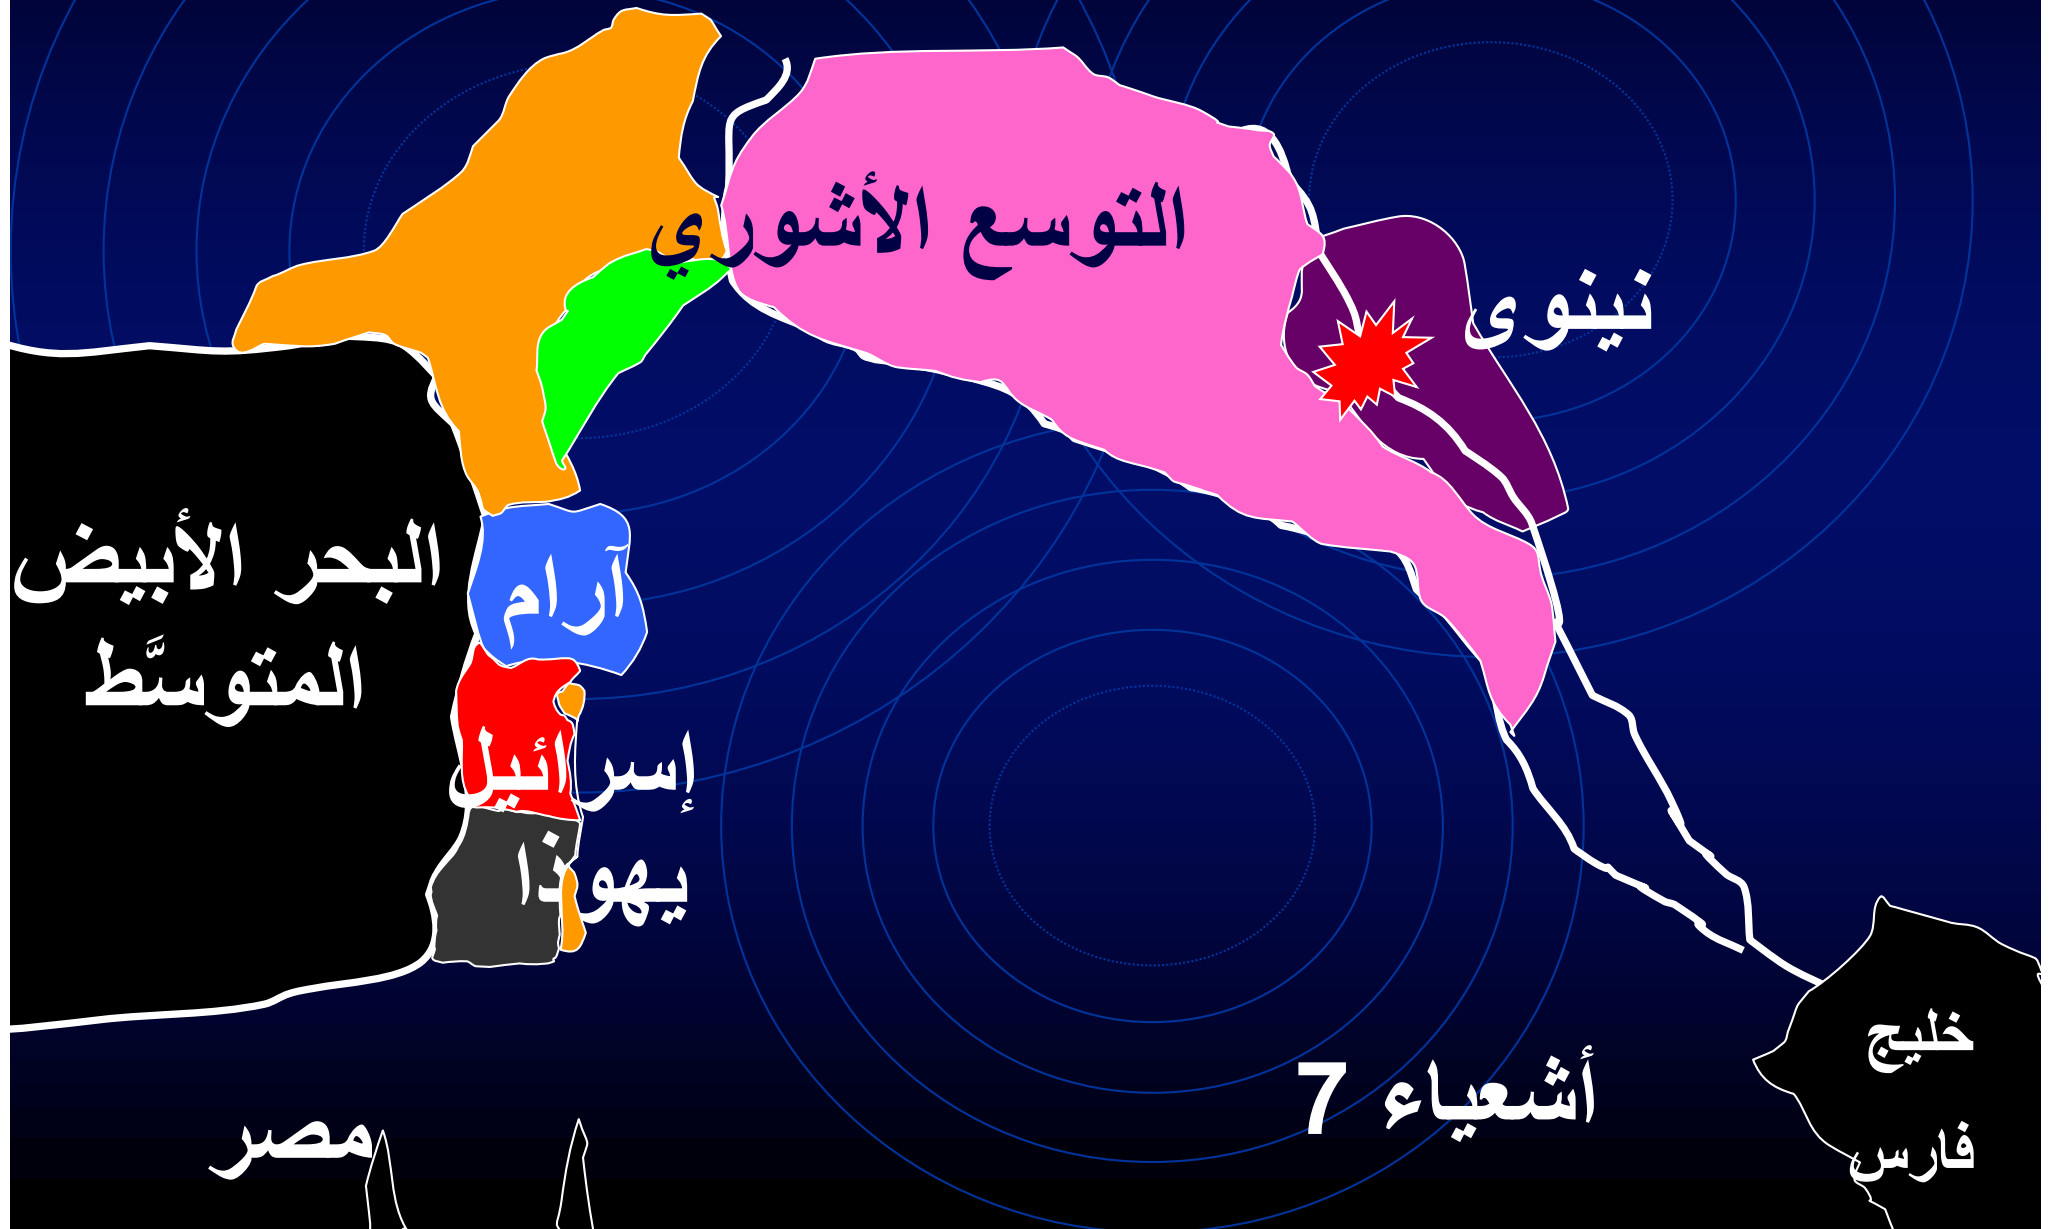 التوسع الأشوري
نينوى
البحر الأبيض
المتوسَّط
آرام
إسرائيل
يهوذا
خليج
فارس
أشعياء 7
مصر